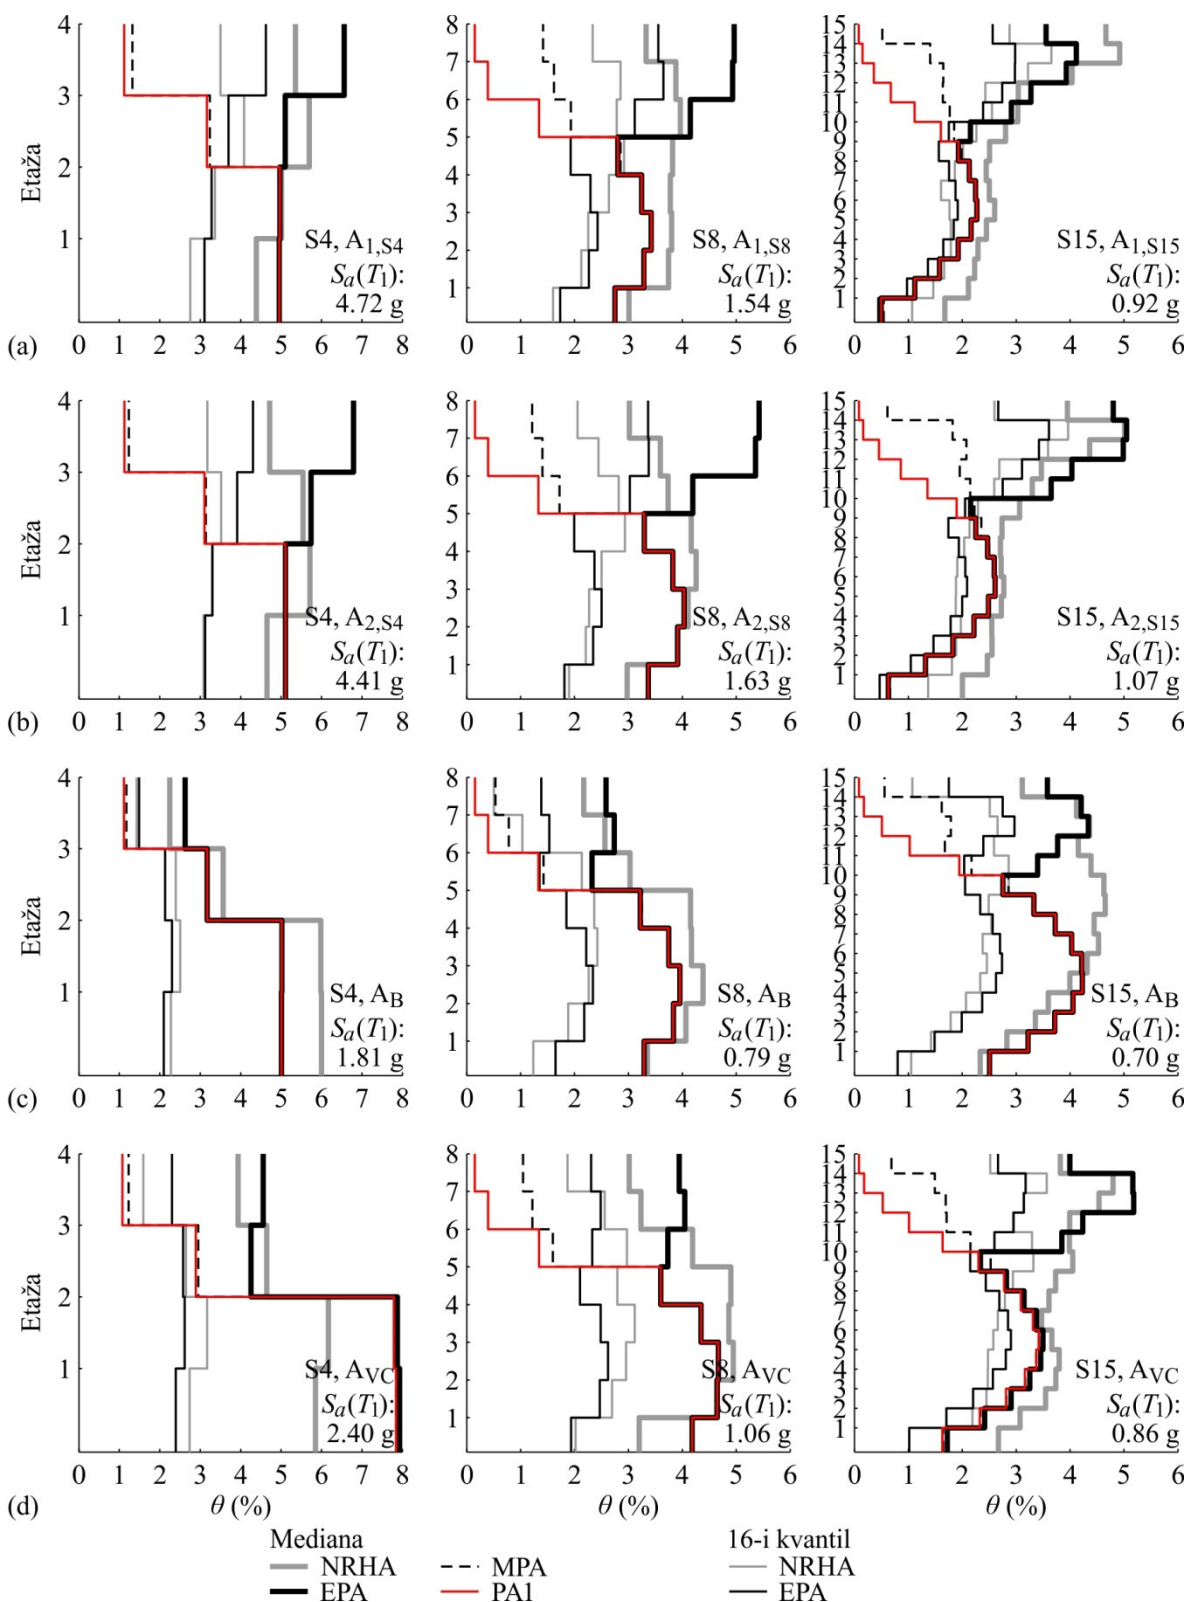 Etaža
4
3
2
1
S4, A1,S4
Sa(T1):
4.72 g
0 1 2 3 4 5 6 7 8
8
7
6
5
4
3
2
1
S8, A1,S8
Sa(T1):
1.54 g
0 1 2 3 4 5 6
15
14
13
12
11
10
9
8
7
6
5
4
3
2
1
S15, A1,S15
Sa(T1):
0.92 g
0 1 2 3 4 5 6
(a)
Etaža
4
3
2
1
S4, A2,S4
Sa(T1):
4.41 g
0 1 2 3 4 5 6 7 8
8
7
6
5
4
3
2
1
S8, A2,S8
Sa(T1):
1.63 g
0 1 2 3 4 5 6
15
14
13
12
11
10
9
8
7
6
5
4
3
2
1
S15, A2,S15
Sa(T1):
1.07 g
0 1 2 3 4 5 6
(b)
Etaža
4
3
2
1
S4, AB
Sa(T1):
1.81 g
0 1 2 3 4 5 6 7 8
8
7
6
5
4
3
2
1
S8, AB
Sa(T1):
0.79 g
0 1 2 3 4 5 6
15
14
13
12
11
10
9
8
7
6
5
4
3
2
1
S15, AB
Sa(T1):
0.70 g
0 1 2 3 4 5 6
(c)
Etaža
4
3
2
1
S4, AVC
Sa(T1):
2.40 g
0 1 2 3 4 5 6 7 8
θ (%)
8
7
6
5
4
3
2
1
S8, AVC
Sa(T1):
1.06 g
0 1 2 3 4 5 6
θ (%)
15
14
13
12
11
10
9
8
7
6
5
4
3
2
1
S15, AVC
Sa(T1):
0.86 g
0 1 2 3 4 5 6
θ (%)
(d)
Mediana
NRHA
EPA
MPA
PA1
16-i kvantil
NRHA
EPA